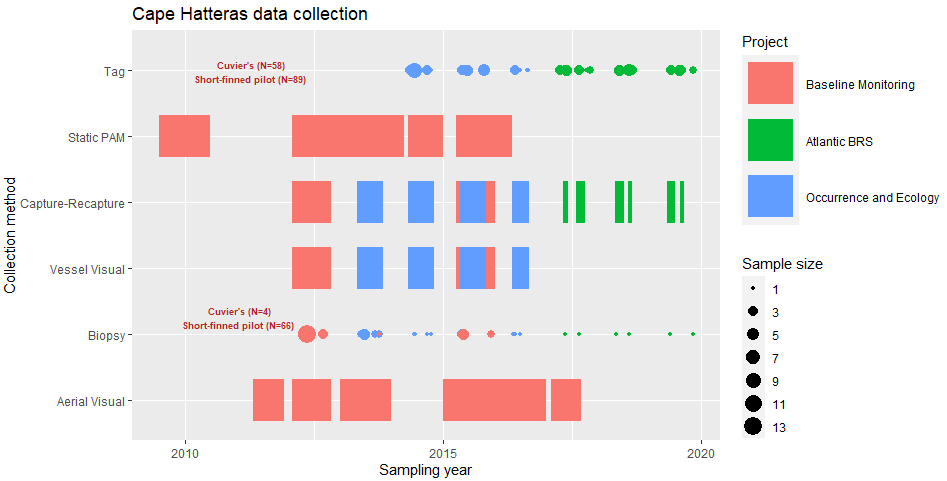 Cape Hatteras data collection
Collection method
Tag
Cuvier's (N=58)
Short-finned pilot (N=89)
Static PAM
Capture-Recapture
Vessel Visual
Biopsy
Cuvier's (N=4)
Short-finned pilot (N=66)
Aerial Visual
2010
2015
2020
Sampling year
Project
Baseline Monitoring
Atlantic BRS
Occurrence and Ecology
Sample size
1
3
5
7
9
11
13